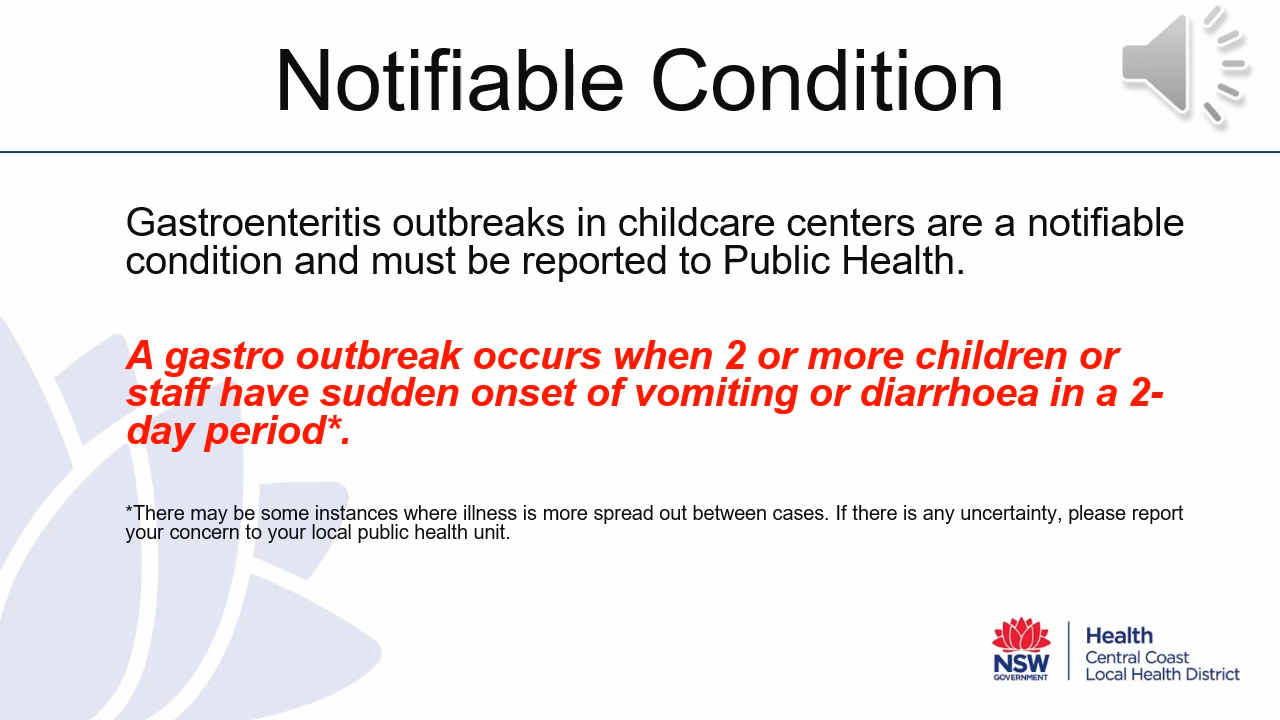 Notifiable Condition
Gastroenteritis outbreaks in childcare centers are a notifiable
condition and must be reported to Public Health.
A gastro outbreak occurs when 2 or more children or
staff have sudden onset of vomiting or diarrhoea in a 2-
day period*.
*There may be some instances where illness is more spread out between cases. If there is any uncertainty, please report
your concern to your local public health unit.
NSW
GOVERNMENT
Health
Central Coast
Local Health District